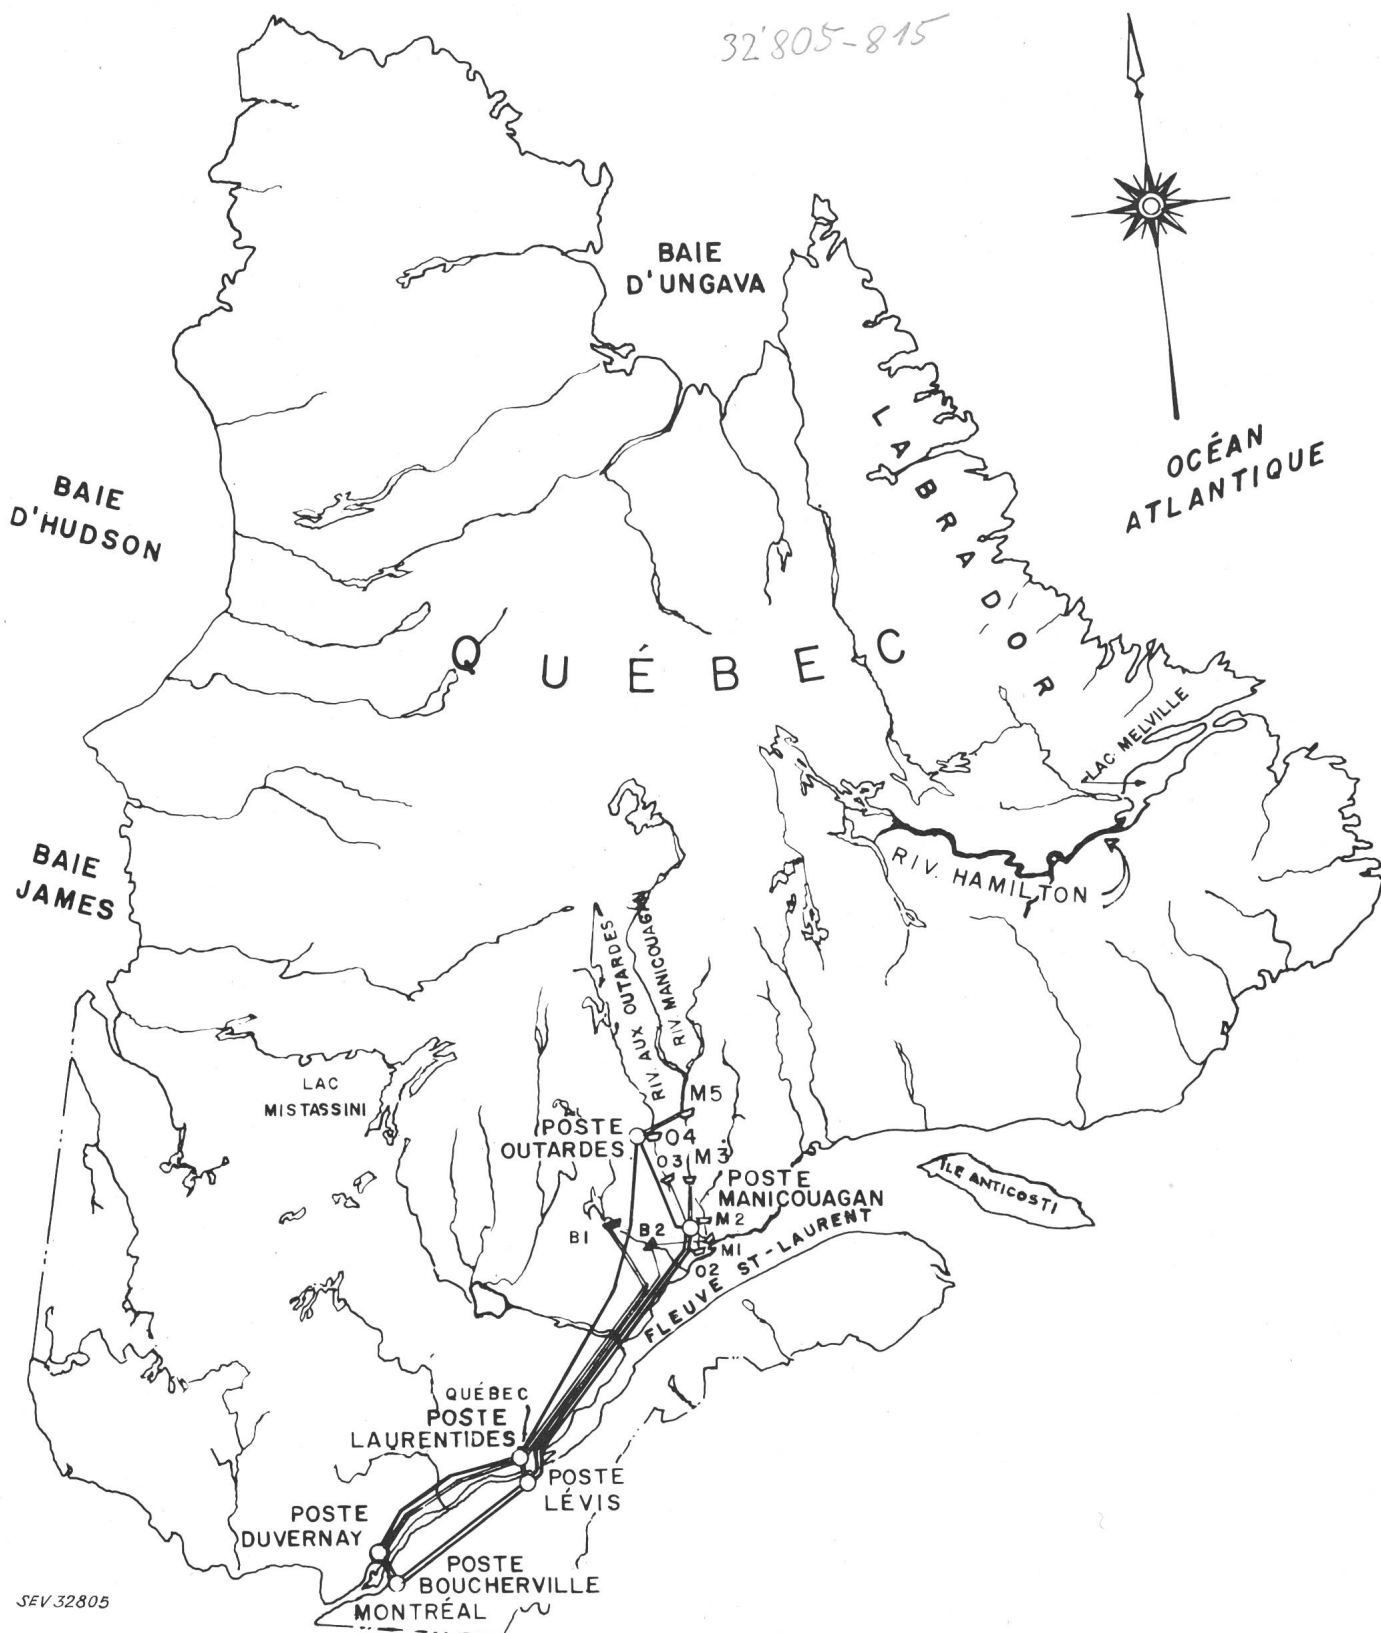 32'805-815
BAIE
D'UNGAVA
LABRADOR
OCÉAN
ATLANTIQUE
BAIE
D'HUDSON
QUÉBEC
LAC MELVILLE
BAIE
JAMES
RIV. HAMILTON
RIV. AUX OUTARDES
RIV. MANICOUAGAN
LAC
MISTASSINI
M5
POSTE
OUTARDES
O4
O3
M3
POSTE
MANICOUAGAN
ÎLE ANTICOSTI
B1
B2
M2
M1
O2
FLEUVE ST-LAURENT
QUÉBEC
POSTE
LAURENTIDES
POSTE
LÉVIS
POSTE
DUVERNAY
POSTE
BOUCHERVILLE
MONTRÉAL
SEV 32805